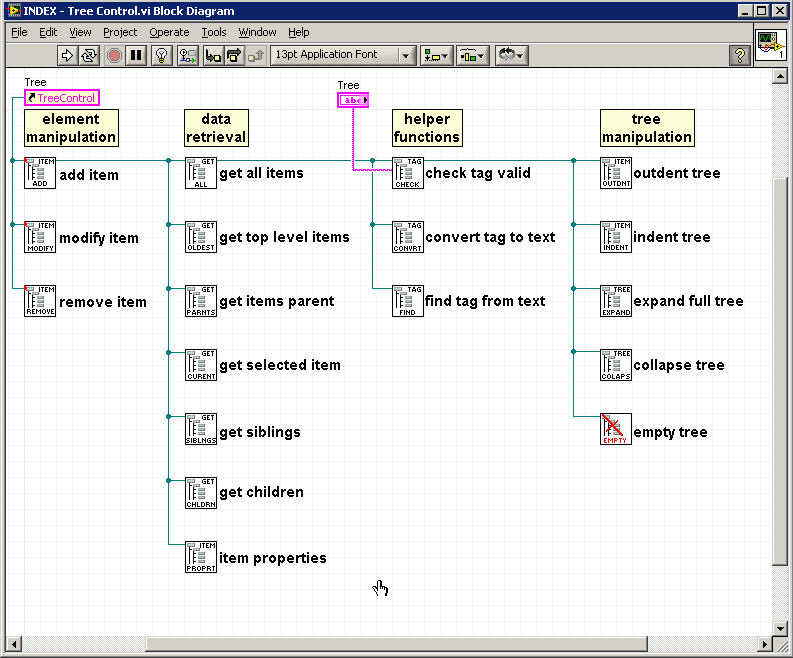 INDEX - Tree Control.vi Block Diagram
File Edit View Project Operate Tools Window Help
13pt Application Font
?
1
Tree
TreeControl
Tree
abc
element
manipulation
data
retrieval
helper
functions
tree
manipulation
ITEM
ADD
add item
GET
ALL
get all items
TAG
CHECK
check tag valid
ITEM
OUTDNT
outdent tree
ITEM
MODIFY
modify item
GET
OLDEST
get top level items
TAG
CONVRT
convert tag to text
ITEM
INDENT
indent tree
ITEM
REMOVE
remove item
GET
PARNTS
get items parent
TAG
FIND
find tag from text
TREE
EXPAND
expand full tree
GET
CURENT
get selected item
TREE
COLAPS
collapse tree
GET
SIBLNGS
get siblings
EMPTY
empty tree
GET
CHLDRN
get children
ITEM
PROPRT
item properties